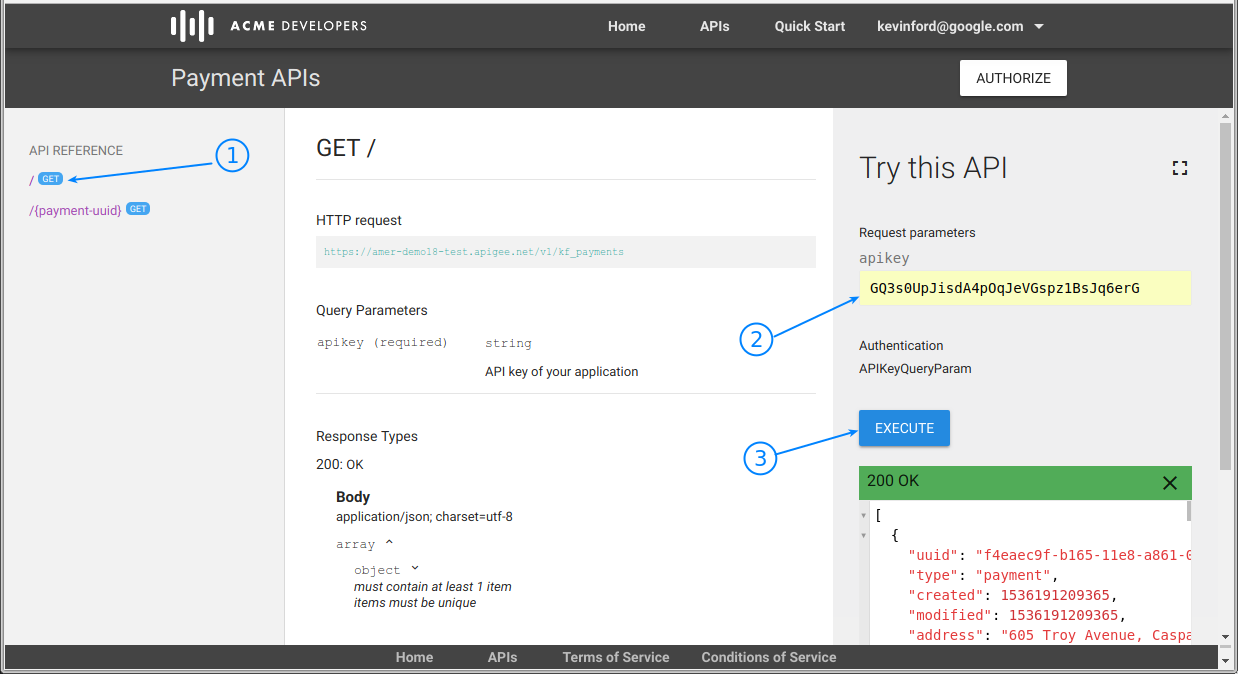 ACME DEVELOPERS
Home
APIs
Quick Start
kevinford@google.com
Payment APIs
AUTHORIZE
API REFERENCE
/ GET
/{payment-uuid} GET
1
GET /
HTTP request
https://amer-demo18-test.apigee.net/v1/kf_payments
Query Parameters
apikey (required)
string
API key of your application
Response Types
200: OK
Body
application/json; charset=utf-8
array
object
must contain at least 1 item
items must be unique
Try this API
Request parameters
apikey
GQ3s0UpJisdA4pOqJeVGspz1BsJq6erG
2
Authentication
APIKeyQueryParam
EXECUTE
3
200 OK
[
{
"uuid": "f4eaec9f-b165-11e8-a861-0
"type": "payment",
"created": 1536191209365,
"modified": 1536191209365,
"address": "605 Troy Avenue, Caspa
Home
APIs
Terms of Service
Conditions of Service